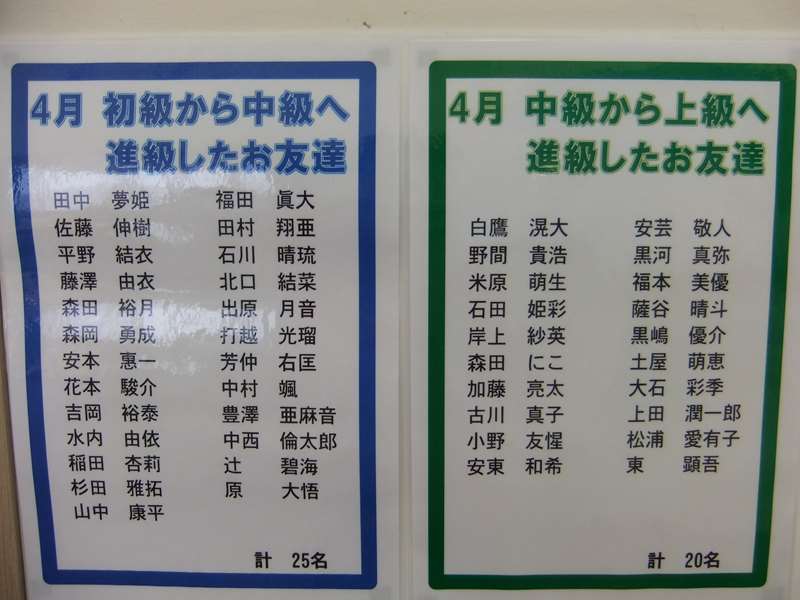 4月 初級から中級へ
進級したお友達
田中 夢姫 福田 眞大
佐藤 伸樹 田村 翔亜
平野 結衣 石川 晴琉
藤澤 由衣 北口 結菜
森田 裕月 出原 月音
森岡 勇成 打越 光瑠
安本 惠一 芳仲 右匡
花本 駿介 中村 颯
吉岡 裕泰 豊澤 亜麻音
水内 由依 中西 倫太郎
稲田 杏莉 辻 碧海
杉田 雅拓 原 大悟
山中 康平
計 25名
4月 中級から上級へ
進級したお友達
白鷹 滉大 安芸 敬人
野間 貴浩 黒河 真弥
米原 萌生 福本 美優
石田 姫彩 薩谷 晴斗
岸上 紗英 黒嶋 優介
森田 にこ 土屋 萌恵
加藤 亮太 大石 彩季
古川 真子 上田 潤一郎
小野 友惺 松浦 愛有子
安東 和希 東 顕吾
計 20名